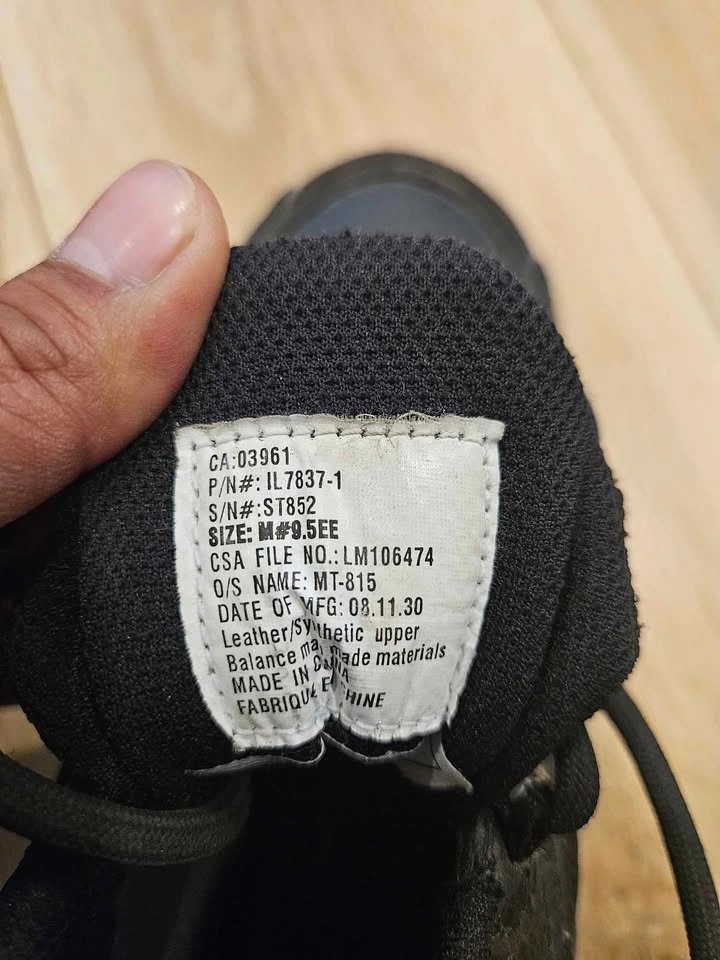 CA:03961
P/N#: IL7837-1
S/N#:ST852
SIZE: M#9.5EE
CSA FILE NO.: LM106474
O/S NAME: MT-815
DATE OF MFG: 08.11.30
Leather/Synthetic upper
Balance made materials
MADE IN
FABRIQUE